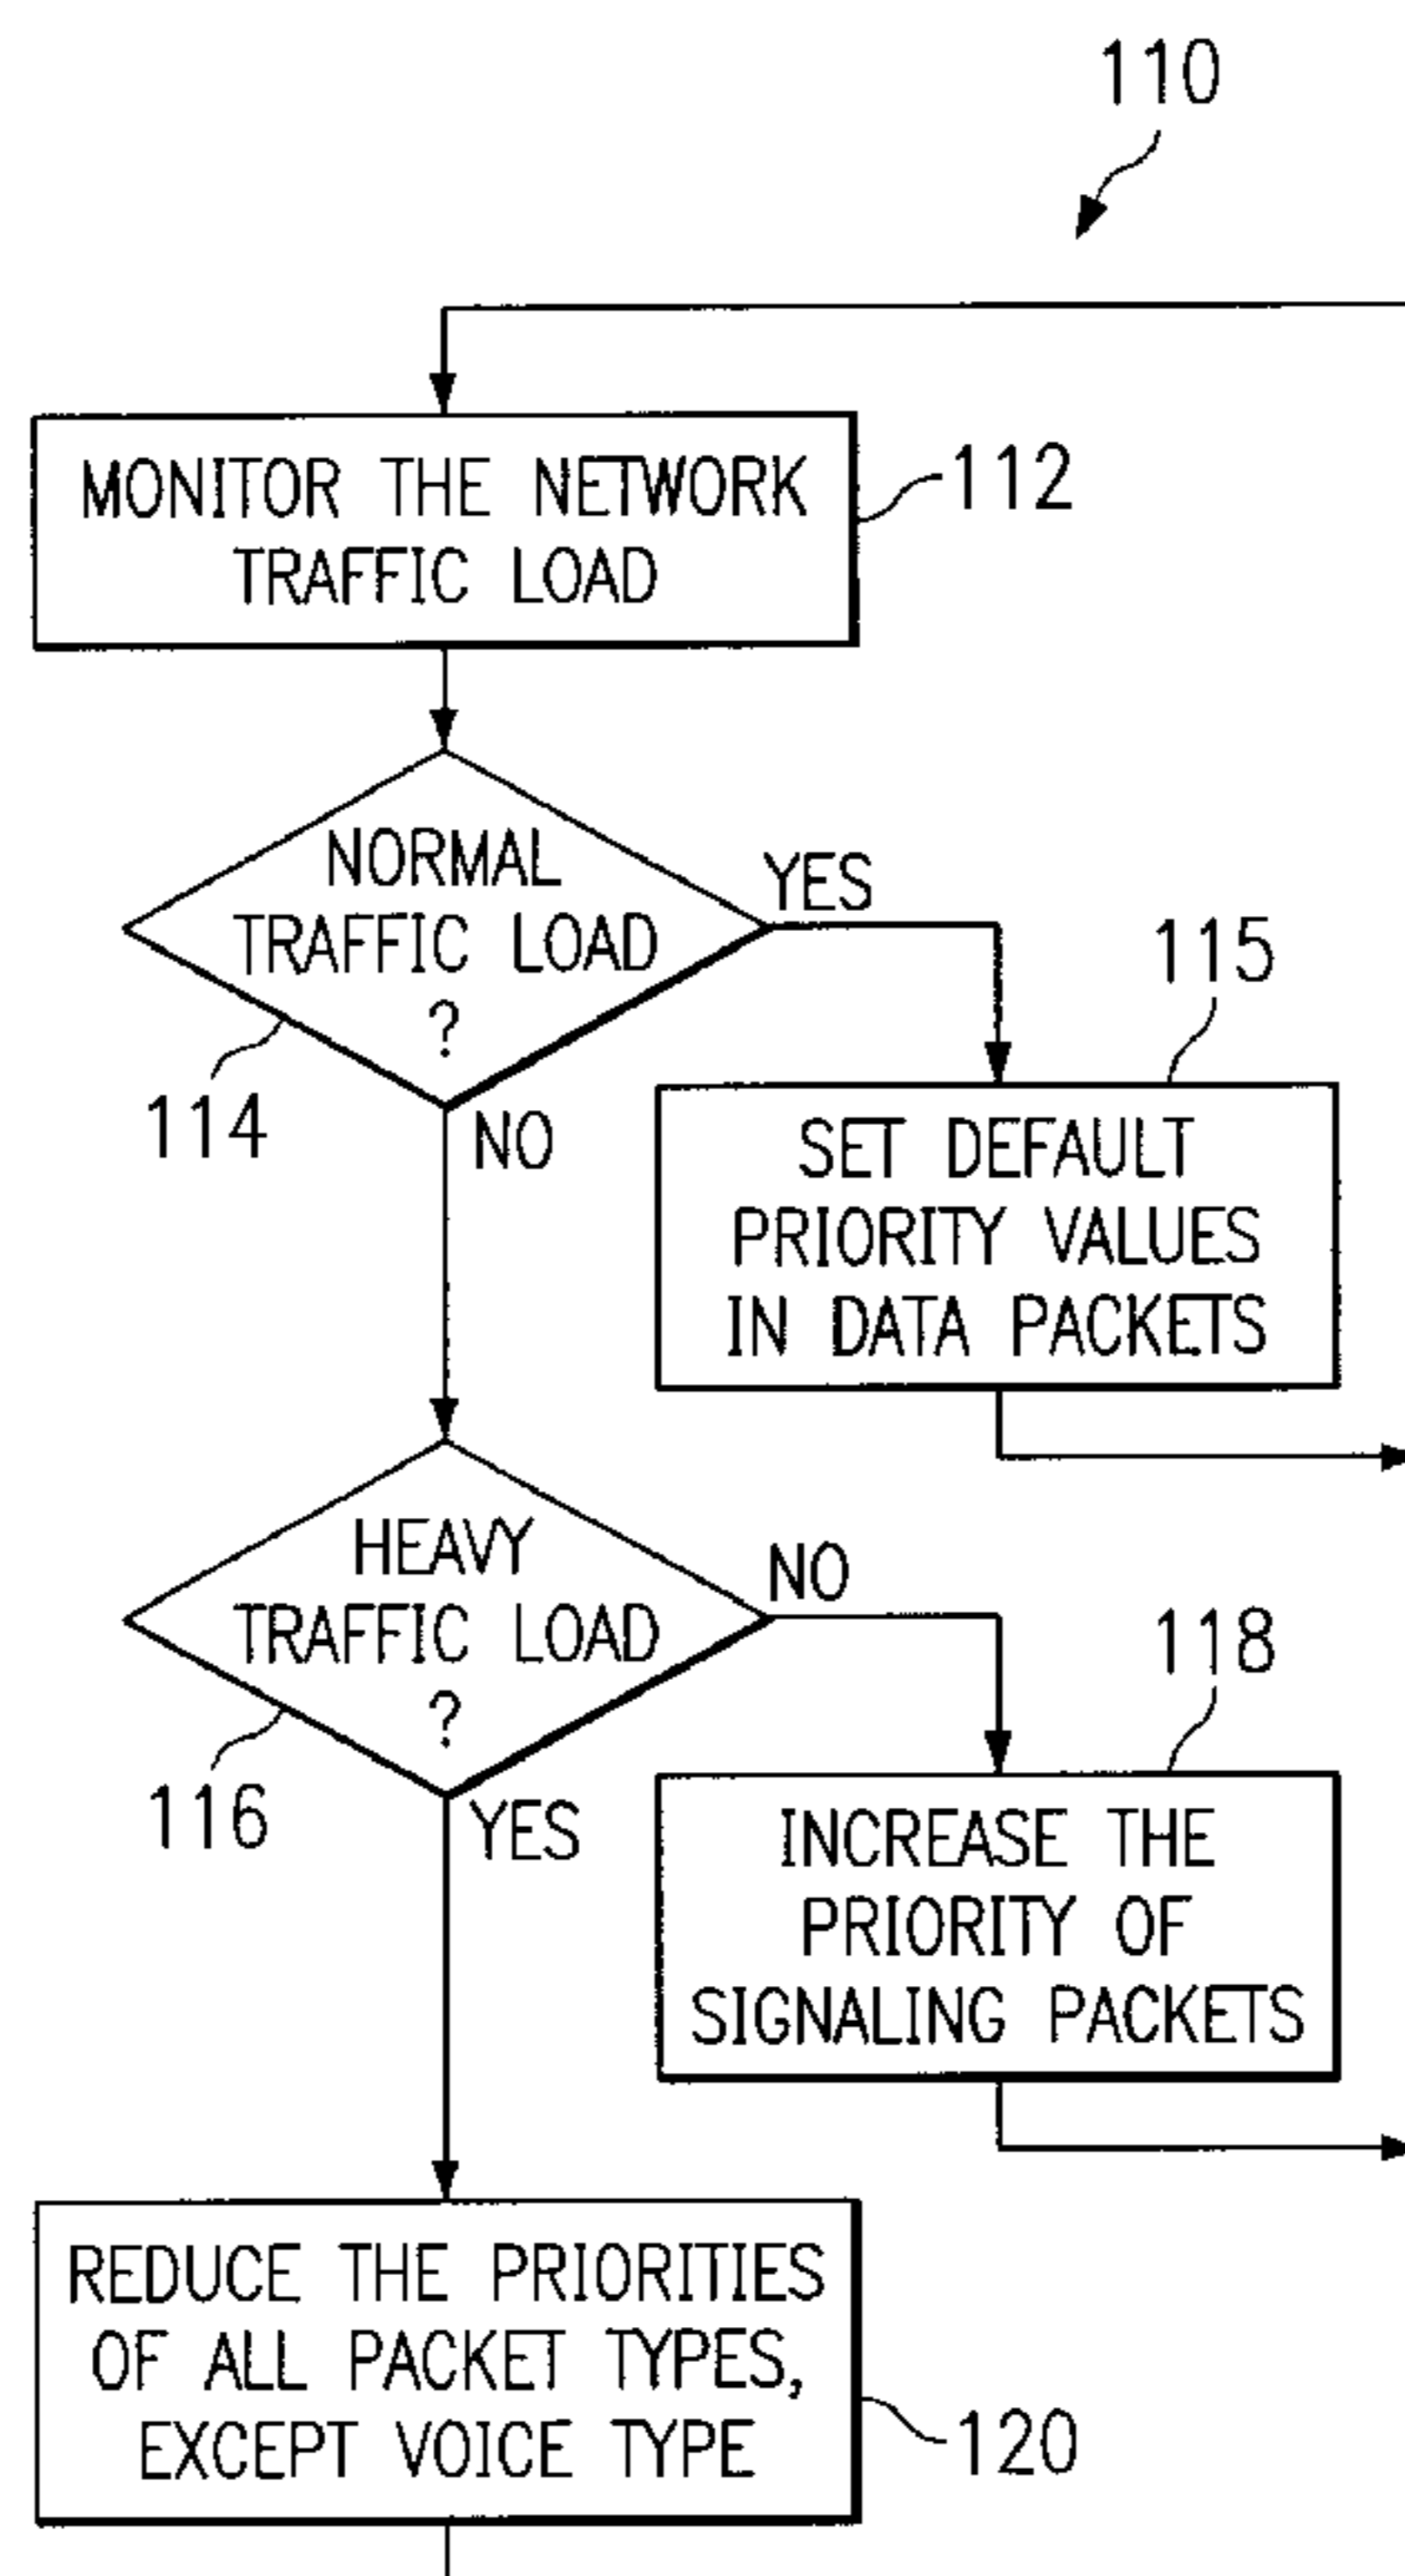 110
MONITOR THE NETWORK
TRAFFIC LOAD
112
NORMAL
TRAFFIC LOAD
?
YES
114
NO
115
SET DEFAULT
PRIORITY VALUES
IN DATA PACKETS
HEAVY
TRAFFIC LOAD
?
NO
116
YES
118
INCREASE THE
PRIORITY OF
SIGNALING PACKETS
REDUCE THE PRIORITIES
OF ALL PACKET TYPES,
EXCEPT VOICE TYPE
120